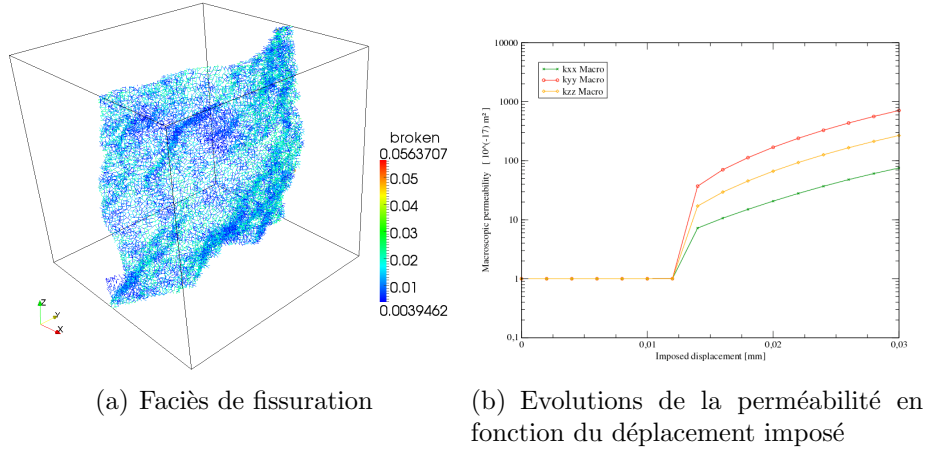 broken
0.0563707
0.05
0.04
0.03
0.02
0.01
0.0039462
Z
Y
X
(a) Faciès de fissuration
10000
1000
100
10
1
0,1
Macroscopic permeability [ 10^(-17) m²]
kxx Macro
kyy Macro
kzz Macro
0
0,01
0,02
0,03
Imposed displacement [mm]
(b) Evolutions de la perméabilité en
fonction du déplacement imposé